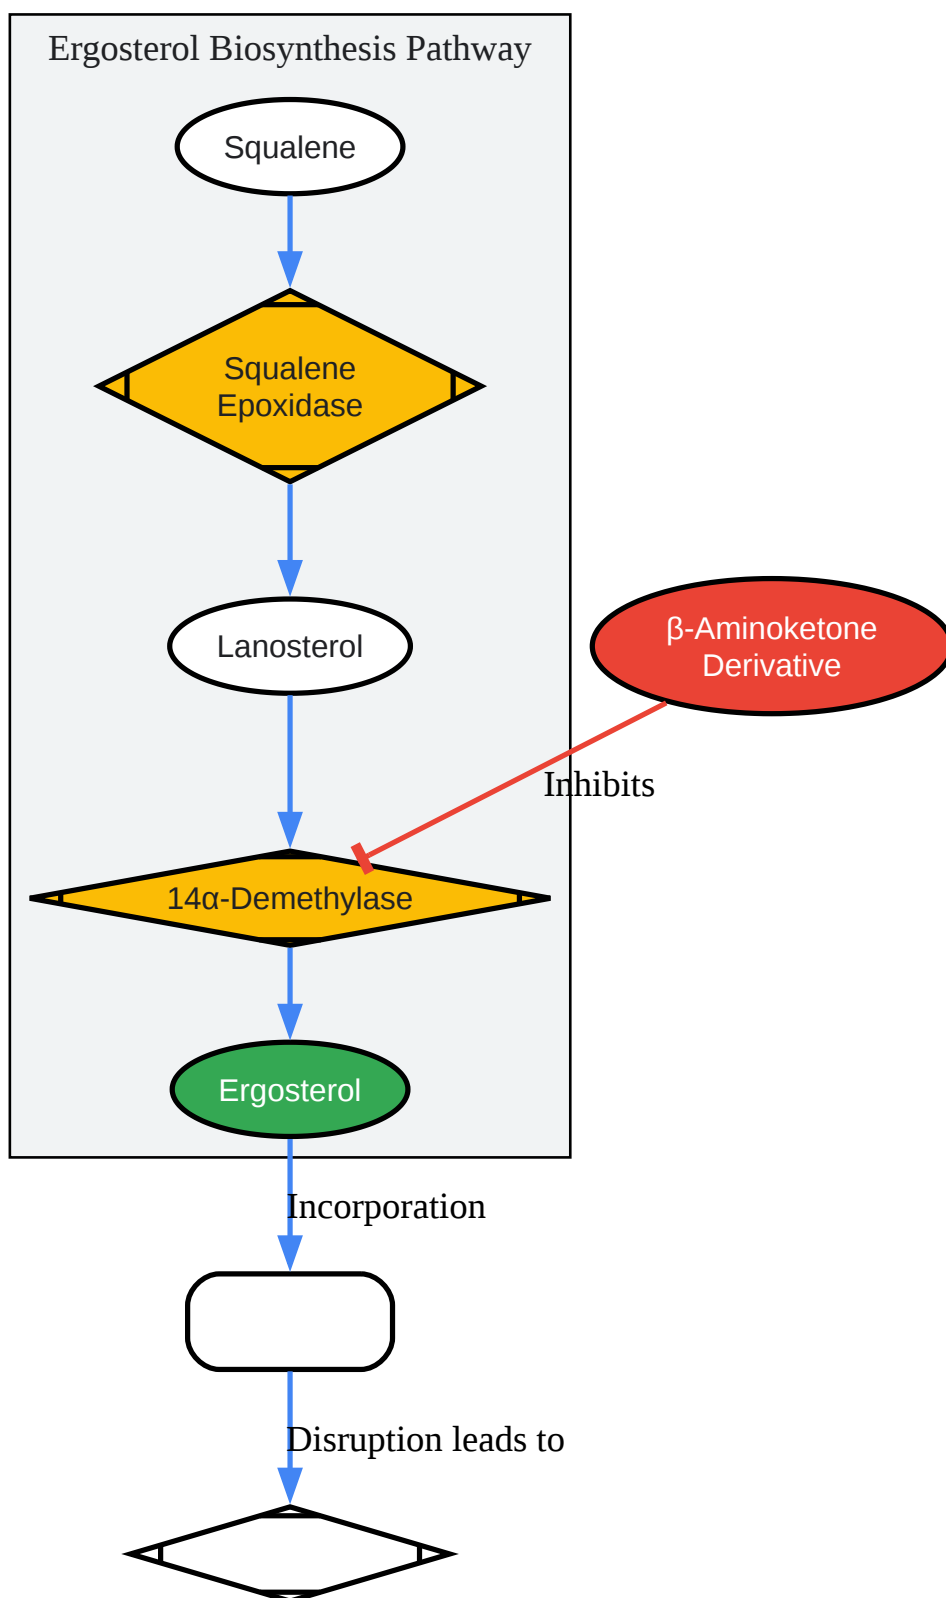 Ergosterol Biosynthesis Pathway
Squalene
Squalene
Epoxidase
Lanosterol
β-Aminoketone
Derivative
Inhibits
14α-Demethylase
Ergosterol
Incorporation
Disruption leads to